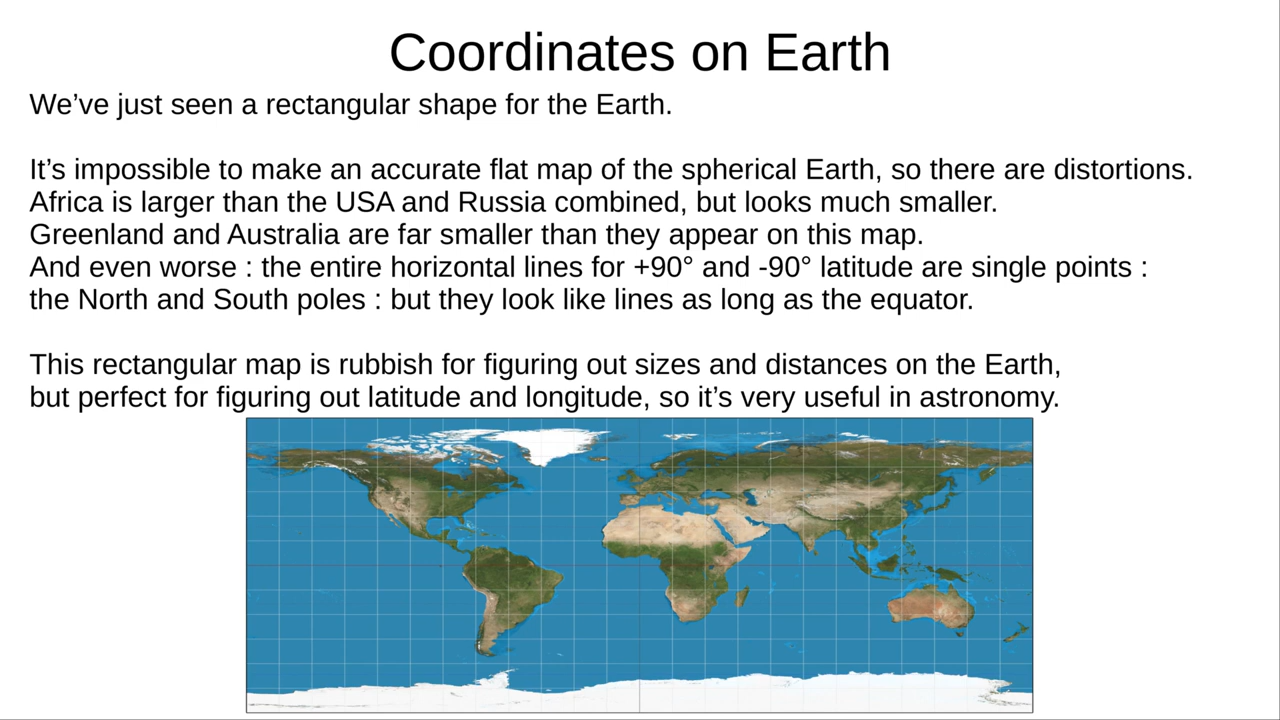 Coordinates on Earth
We’ve just seen a rectangular shape for the Earth.
It’s impossible to make an accurate flat map of the spherical Earth, so there are distortions.
Africa is larger than the USA and Russia combined, but looks much smaller.
Greenland and Australia are far smaller than they appear on this map.
And even worse : the entire horizontal lines for +90° and -90° latitude are single points :
the North and South poles : but they look like lines as long as the equator.
This rectangular map is rubbish for figuring out sizes and distances on the Earth,
but perfect for figuring out latitude and longitude, so it’s very useful in astronomy.